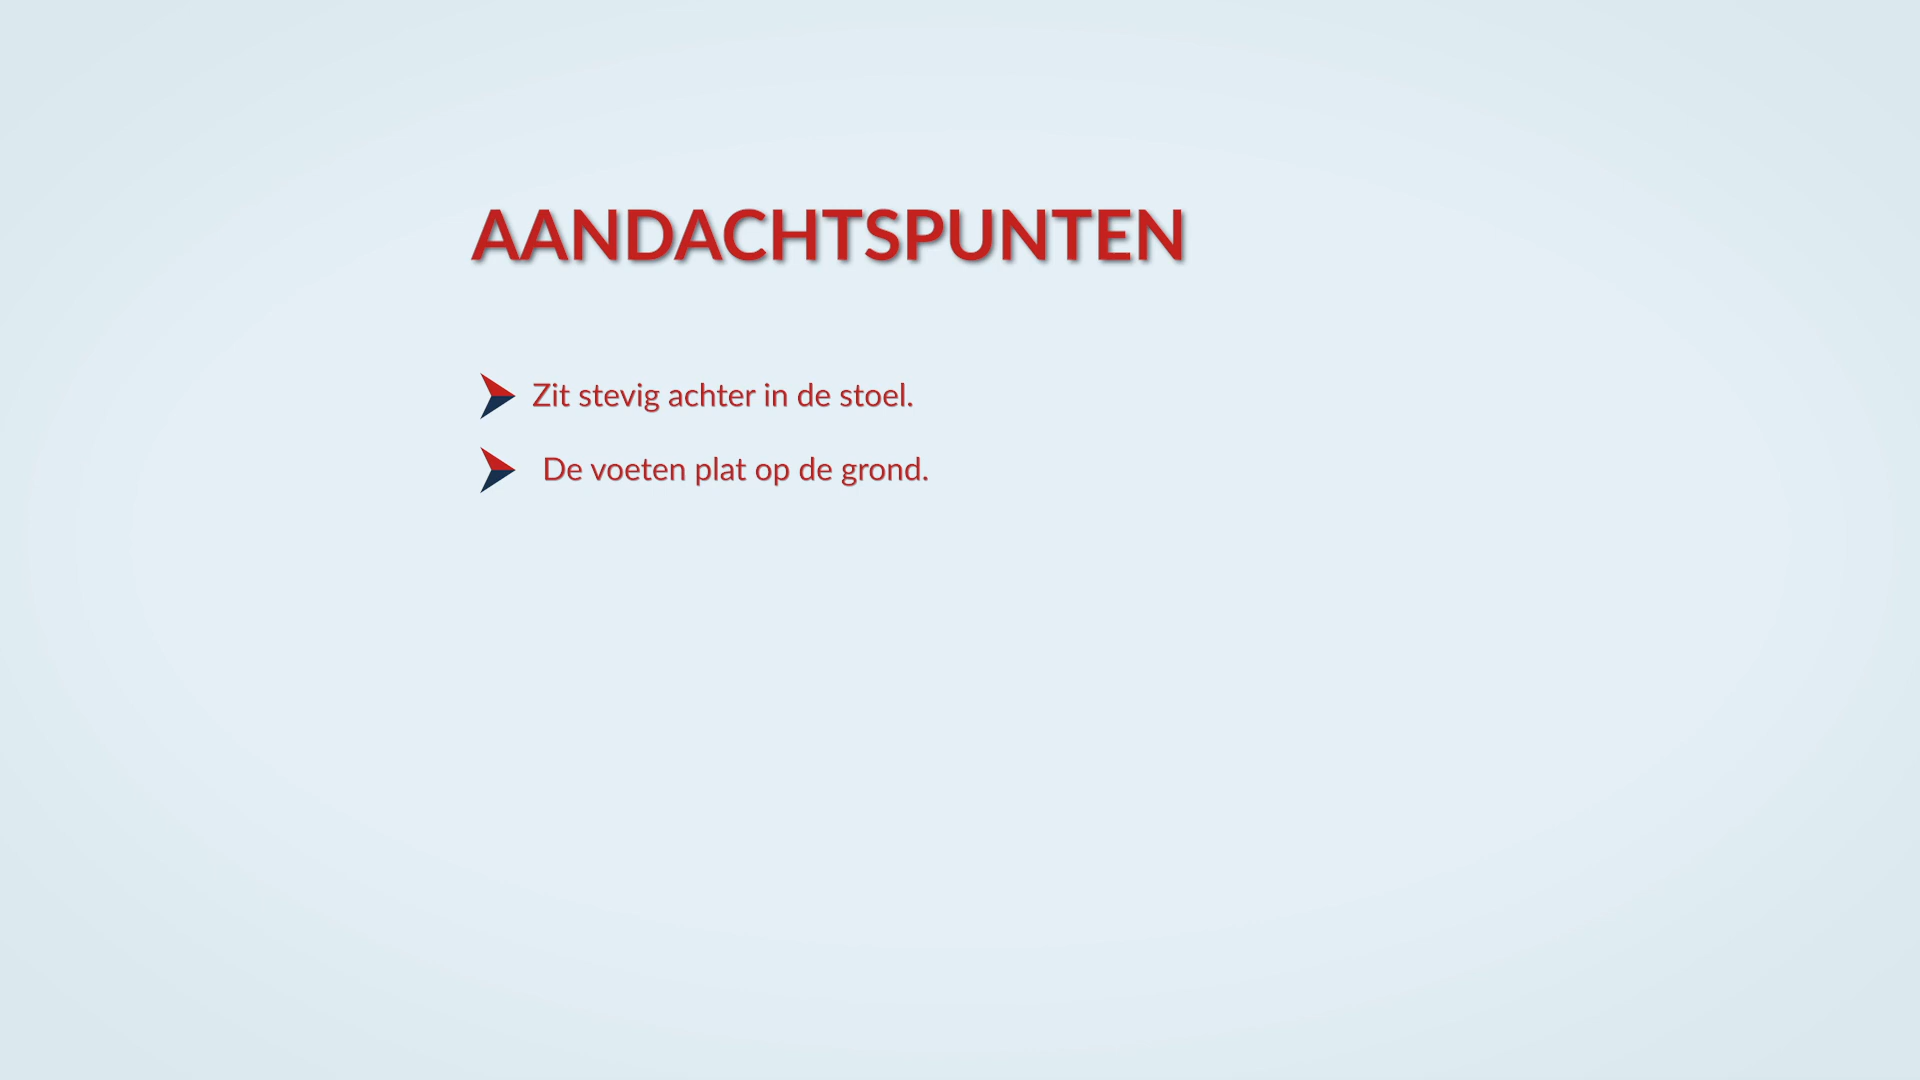 AANDACHTSPUNTEN
Zit stevig achter in de stoel.
De voeten plat op de grond.